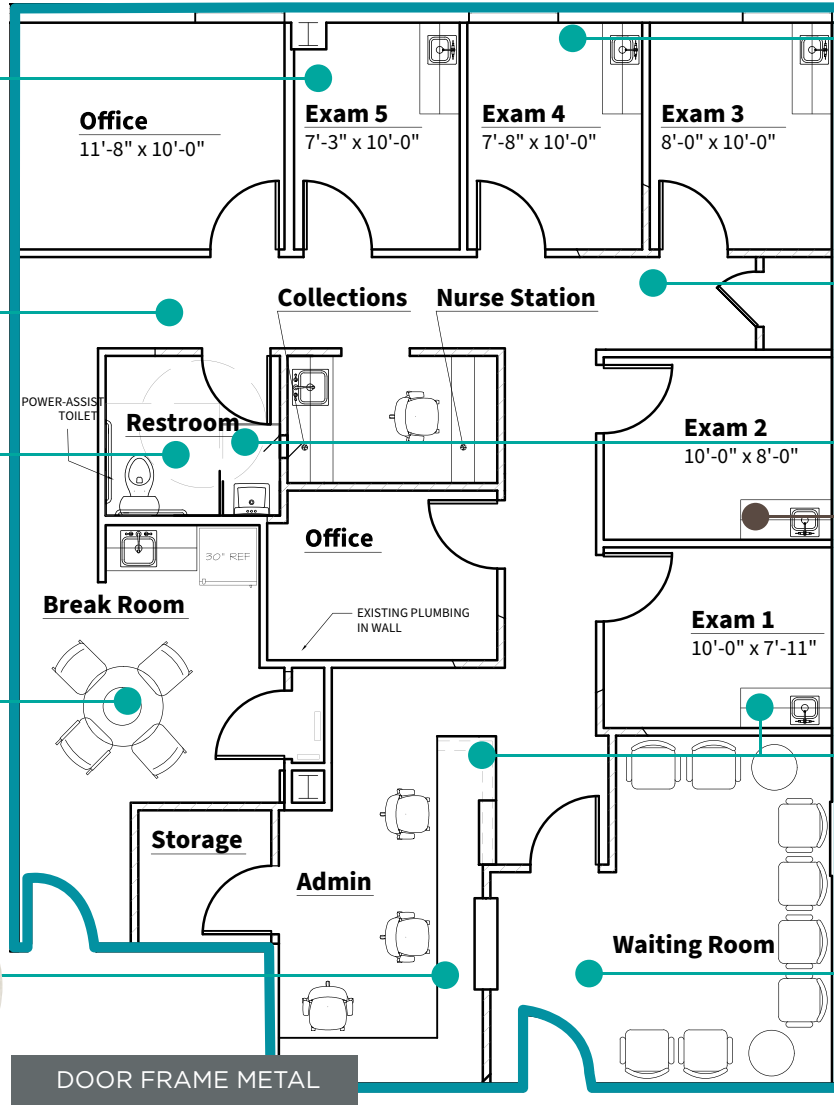 Office
11'-8" x 10'-0"
Exam 5
7'-3" x 10'-0"
Exam 4
7'-8" x 10'-0"
Exam 3
8'-0" x 10'-0"
Collections
Nurse Station
POWER-ASSIST
TOILET
Restroom
Exam 2
10'-0" x 8'-0"
Office
30" REF
Break Room
EXISTING PLUMBING
IN WALL
Exam 1
10'-0" x 7'-11"
Storage
Admin
Waiting Room
DOOR FRAME METAL